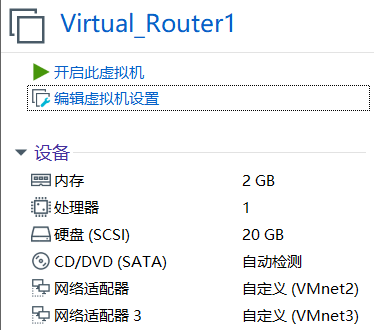 Virtual_Router1
开启此虚拟机
编辑虚拟机设置
设备
内存 2 GB
处理器 1
硬盘 (SCSI) 20 GB
CD/DVD (SATA) 自动检测
网络适配器 自定义 (VMnet2)
网络适配器 3 自定义 (VMnet3)